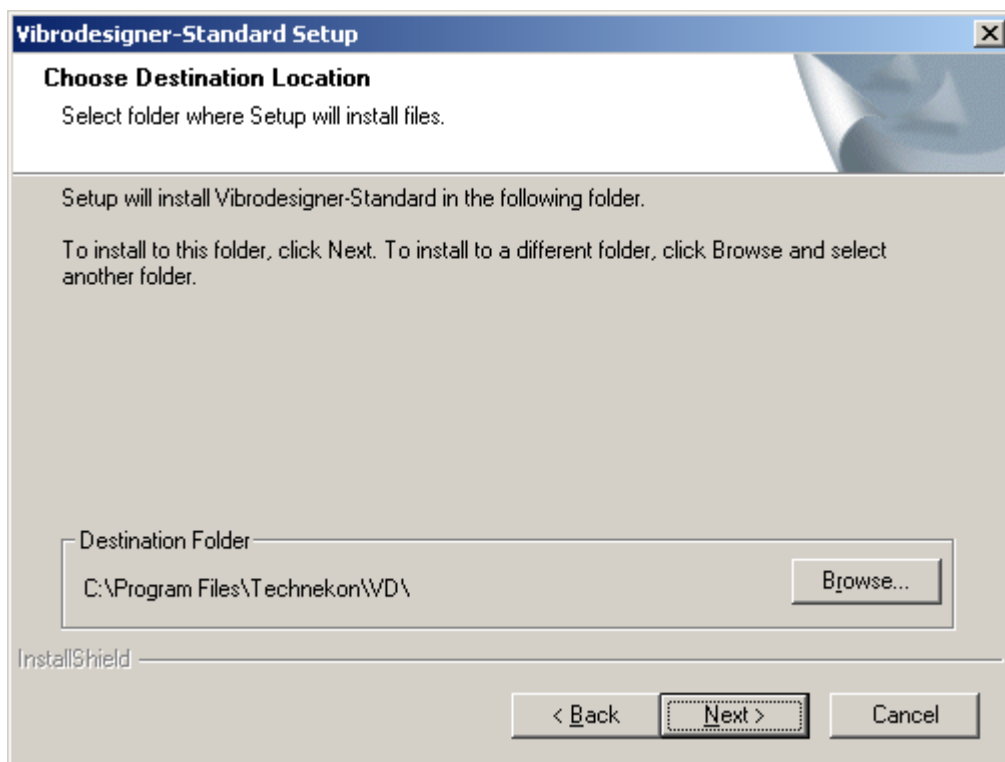 Vibrodesigner-Standard Setup
Choose Destination Location
Select folder where Setup will install files.
Setup will install Vibrodesigner-Standard in the following folder.
To install to this folder, click Next. To install to a different folder, click Browse and select
another folder.
Destination Folder
C:\Program Files\Technekon\VD\
Browse...
InstallShield
< Back
Next >
Cancel